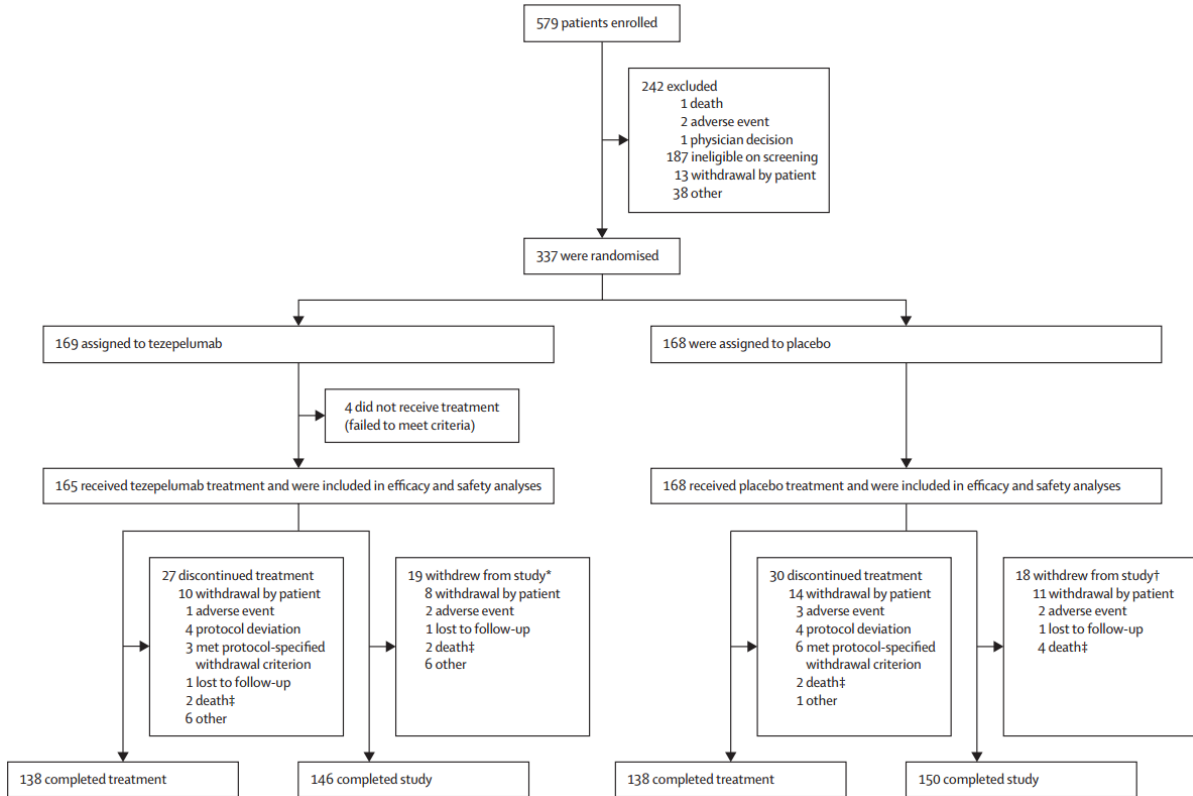 579 patients enrolled
242 excluded
1 death
2 adverse event
1 physician decision
187 ineligible on screening
13 withdrawal by patient
38 other
337 were randomised
169 assigned to tezepelumab
168 were assigned to placebo
4 did not receive treatment
(failed to meet criteria)
165 received tezepelumab treatment and were included in efficacy and safety analyses
168 received placebo treatment and were included in efficacy and safety analyses
27 discontinued treatment
10 withdrawal by patient
1 adverse event
4 protocol deviation
3 met protocol-specified
withdrawal criterion
1 lost to follow-up
2 death‡
6 other
19 withdrew from study*
8 withdrawal by patient
2 adverse event
1 lost to follow-up
2 death‡
6 other
30 discontinued treatment
14 withdrawal by patient
3 adverse event
4 protocol deviation
6 met protocol-specified
withdrawal criterion
2 death‡
1 other
18 withdrew from study†
11 withdrawal by patient
2 adverse event
1 lost to follow-up
4 death‡
138 completed treatment
146 completed study
138 completed treatment
150 completed study